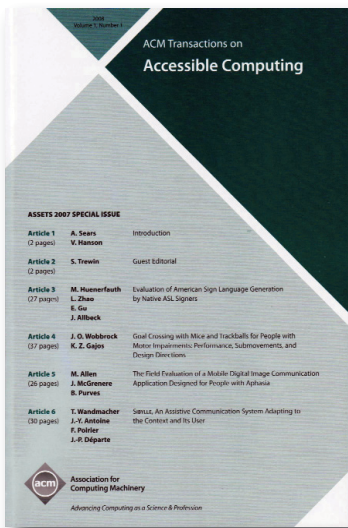 2008
Volume 1, Number 1
ACM Transactions on
Accessible Computing
ASSETS 2007 SPECIAL ISSUE
Article 1 A. Sears Introduction
(2 pages) V. Hanson
Article 2 S. Trewin Guest Editorial
(2 pages)
Article 3 M. Huenerfauth Evaluation of American Sign Language Generation
(27 pages) L. Zhao by Native ASL Signers
E. Gu
J. Allbeck
Article 4 J. O. Wobbrock Goal Crossing with Mice and Trackballs for People with
(37 pages) K. Z. Gajos Motor Impairments: Performance, Submovements, and
Design Directions
Article 5 M. Allen The Field Evaluation of a Mobile Digital Image Communication
(26 pages) J. McGrenere Application Designed for People with Aphasia
B. Purves
Article 6 T. Wandmacher Sibylle, An Assistive Communication System Adapting to
(30 pages) J.-Y. Antoine the Context and Its User
F. Poirier
J.-P. Départe
acm
Association for
Computing Machinery
Advancing Computing as a Science & Profession